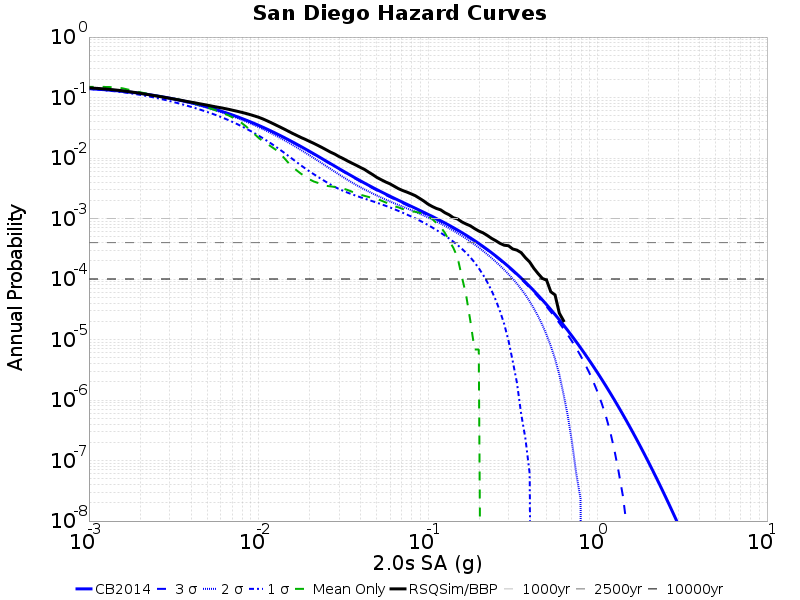 San Diego Hazard Curves
Annual Probability
10^0
10^-1
10^-2
10^-3
10^-4
10^-5
10^-6
10^-7
10^-8
10^-3 10^-2 10^-1 10^0 10^1
2.0s SA (g)
CB2014 3 σ 2 σ 1 σ Mean Only RSQSim/BBP 1000yr 2500yr 10000yr